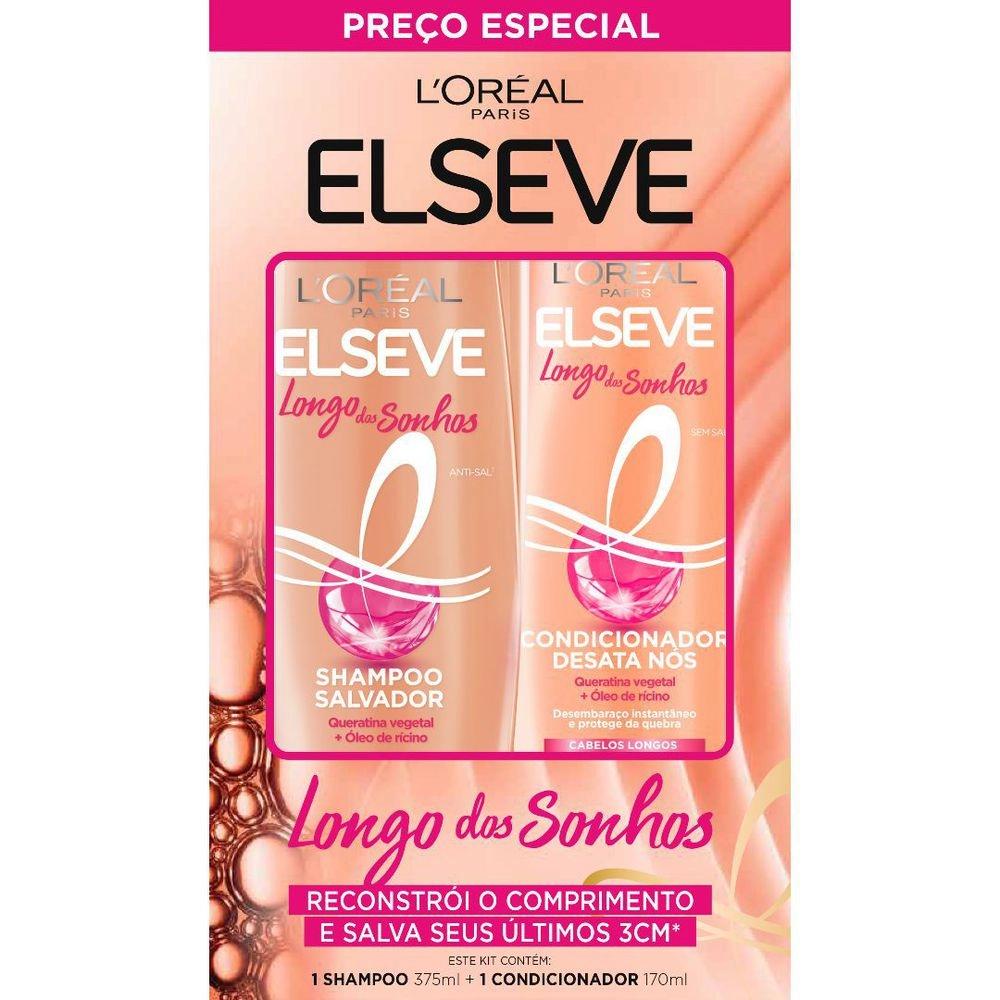 PREÇO ESPECIAL
L'ORÉAL
PARIS
ELSEVE
L'ORÉAL
PARIS
ELSEVE
Longo dos Sonhos
ANTI-SAL¹
SHAMPOO
SALVADOR
Queratina vegetal
+ Óleo de rícino
L'ORÉAL
PARIS
ELSEVE
Longo dos Sonhos
SEM SA
CONDICIONADOR
DESATA NÓS
Queratina vegetal
+ Óleo de rícino
Desembaraço instantâneo
e protege da quebra
CABELOS LONGOS
Longo dos Sonhos
RECONSTRÓI O COMPRIMENTO
E SALVA SEUS ÚLTIMOS 3CM*
ESTE KIT CONTÉM:
1 SHAMPOO 375ml + 1 CONDICIONADOR 170ml